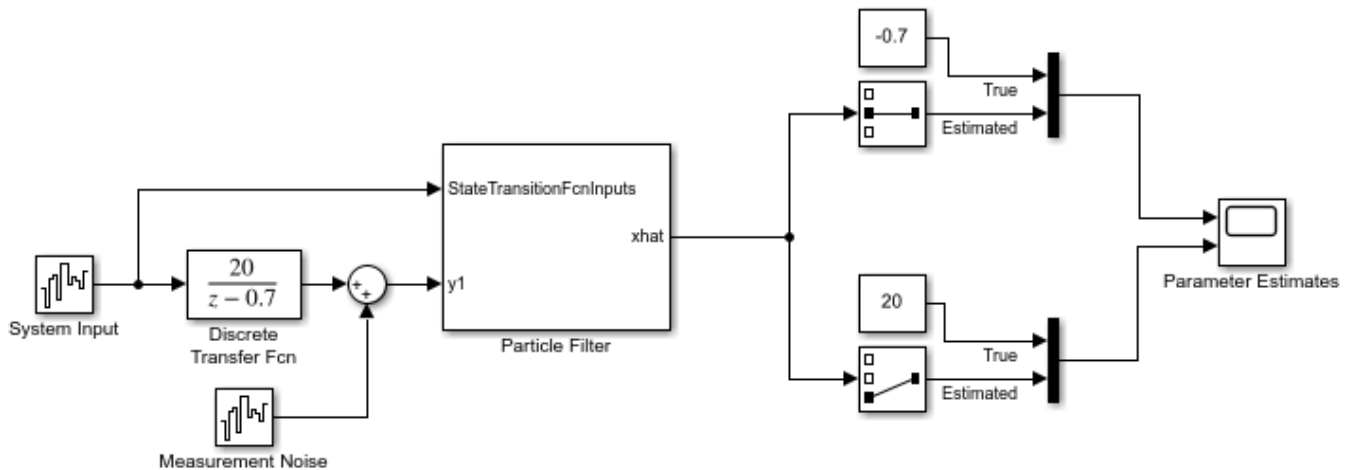 -0.7
True
Estimated
StateTransitionFcnInputs
xhat
y1
Particle Filter
System Input
20
z − 0.7
Discrete
Transfer Fcn
+
+
Measurement Noise
20
True
Estimated
Parameter Estimates